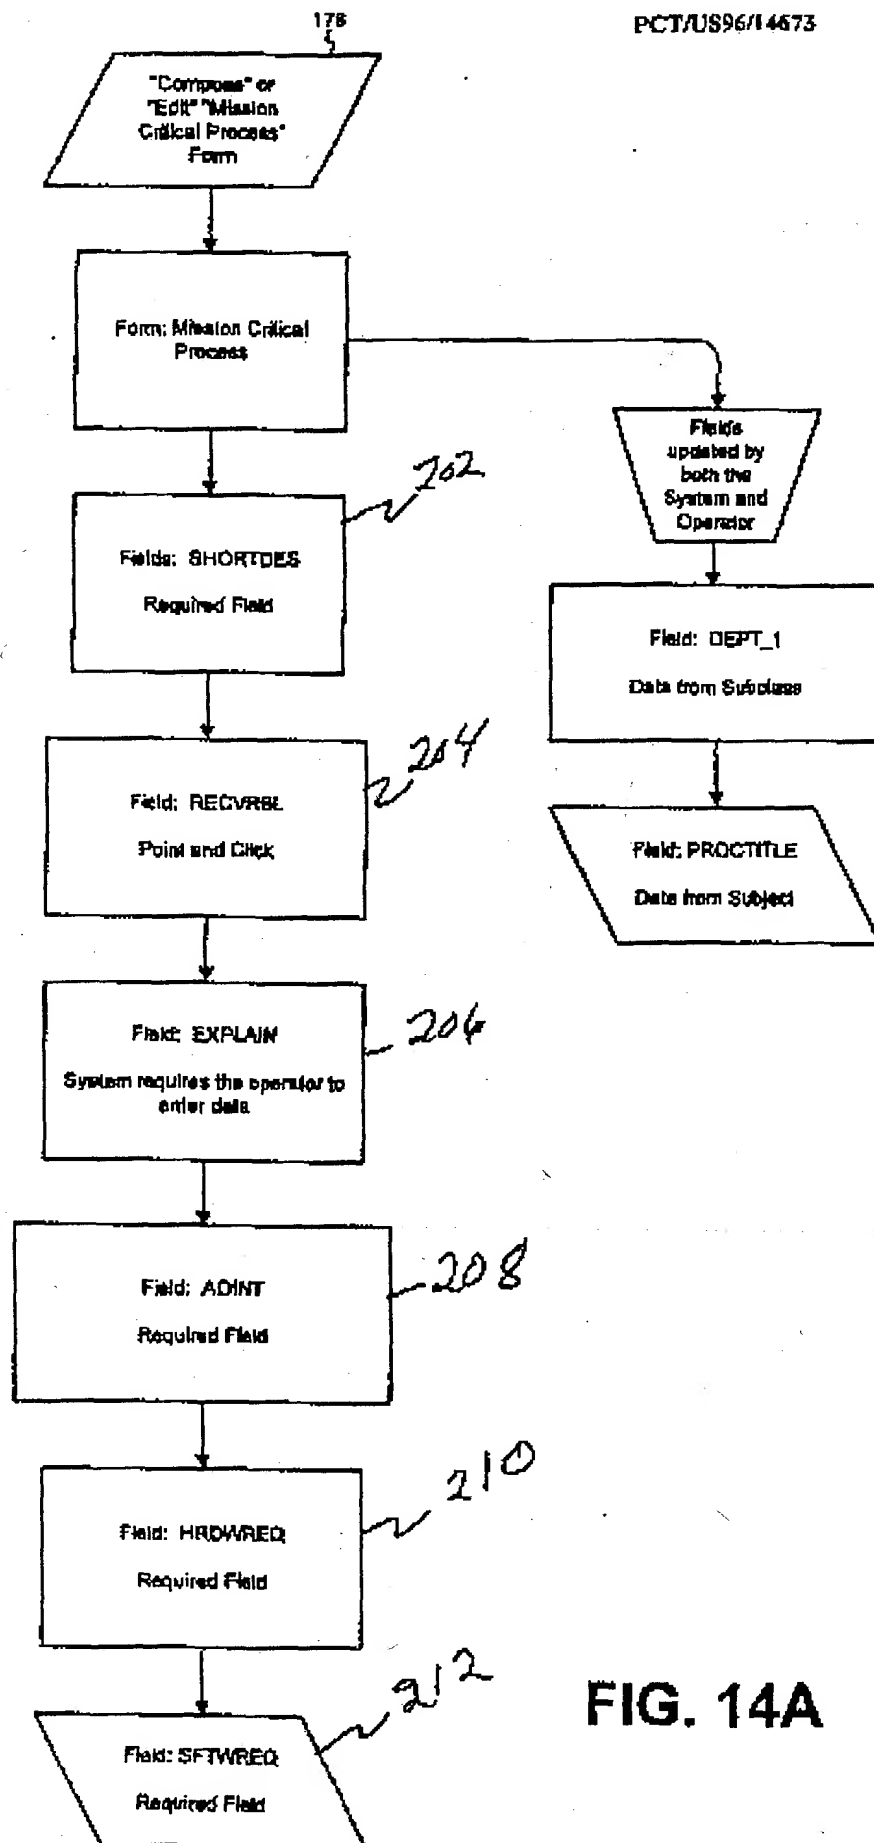 178
PCT/US96/14673
"Compose" or
"Edit" "Mission
Critical Process"
Form
Form: Mission Critical
Process
Fields
updated by
both the
System and
Operator
202
Fields: SHORTDES
Required Field
Field: DEPT_1
Data from Subclass
204
Field: RECVRBL
Point and Click
Field: PROCTITLE
Data from Subject
206
Field: EXPLAIN
System requires the operator to
enter data
208
Field: ADINT
Required Field
210
Field: HRDWREQ
Required Field
212
Field: SFTWREQ
Required Field
FIG. 14A